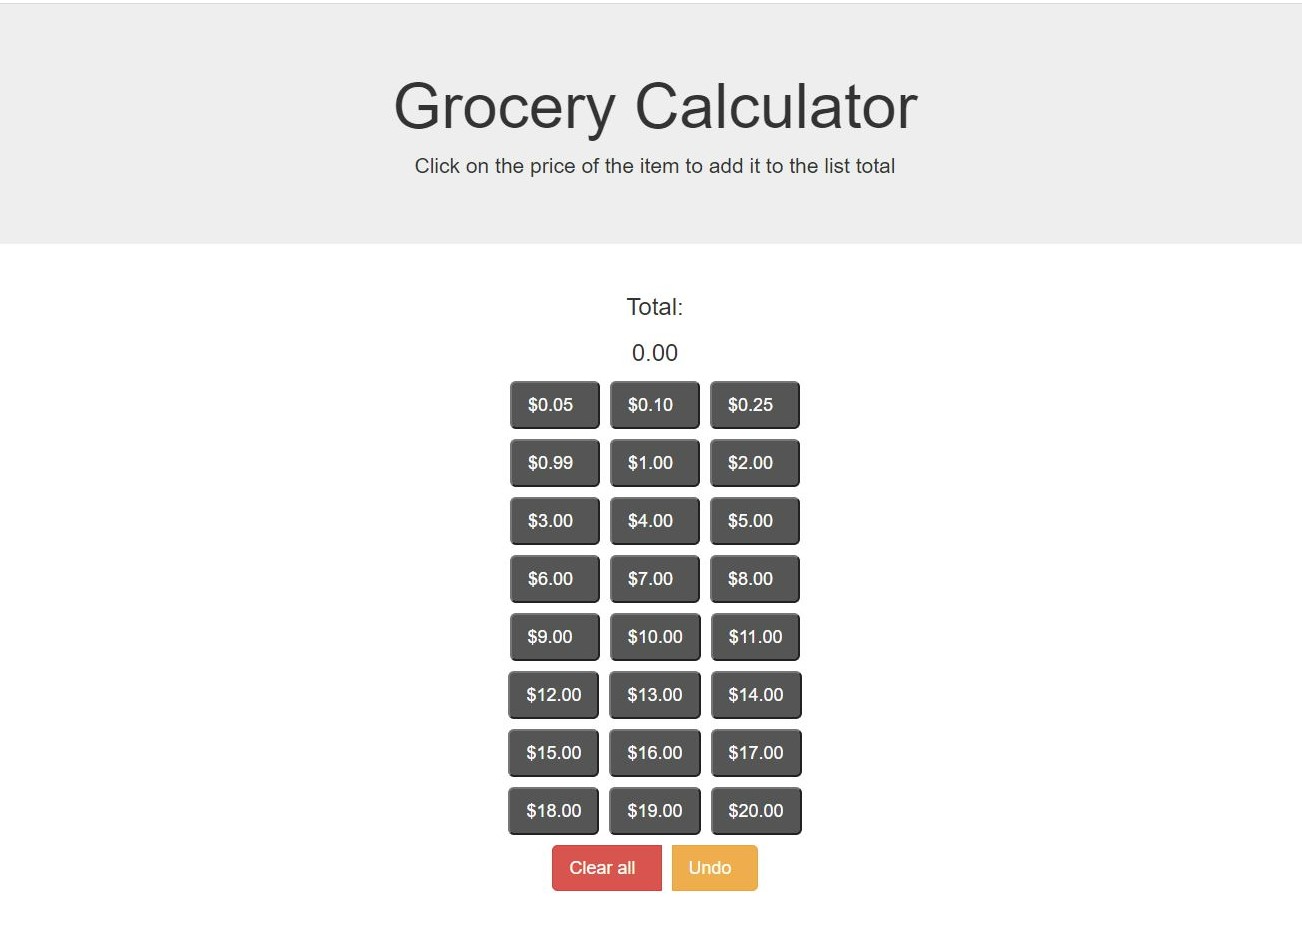 Grocery Calculator
Click on the price of the item to add it to the list total
Total:
0.00
$0.05 $0.10 $0.25
$0.99 $1.00 $2.00
$3.00 $4.00 $5.00
$6.00 $7.00 $8.00
$9.00 $10.00 $11.00
$12.00 $13.00 $14.00
$15.00 $16.00 $17.00
$18.00 $19.00 $20.00
Clear all Undo